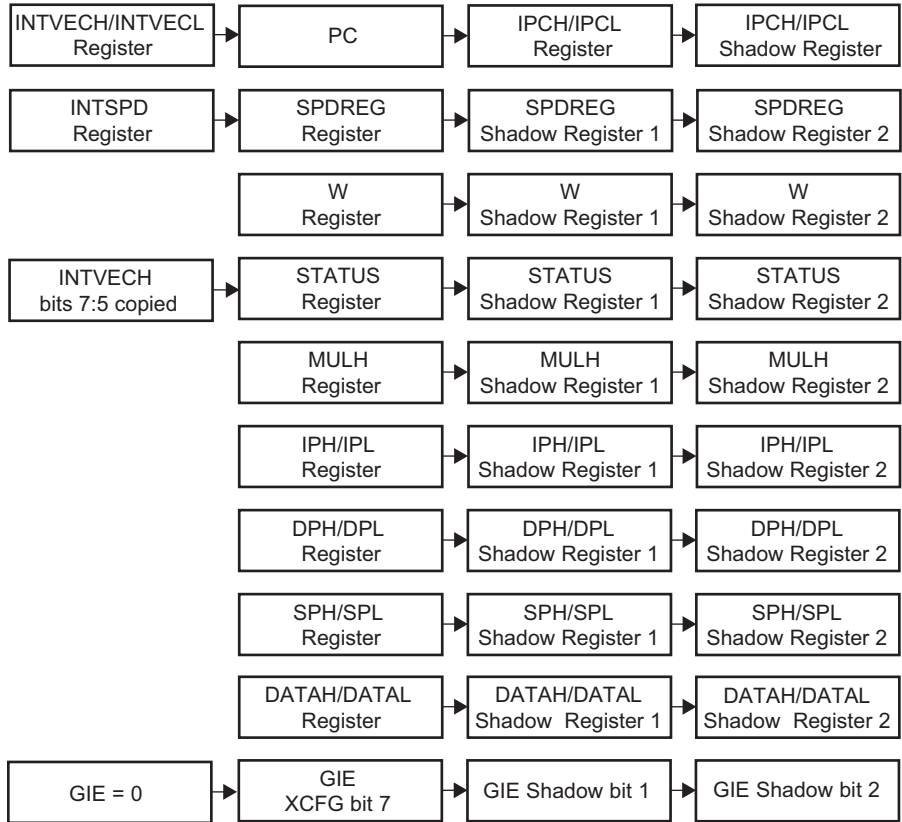 INTVECH/INTVECL
Register
PC
IPCH/IPCL
Register
IPCH/IPCL
Shadow Register
INTSPD
Register
SPDREG
Register
SPDREG
Shadow Register 1
SPDREG
Shadow Register 2
W
Register
W
Shadow Register 1
W
Shadow Register 2
INTVECH
bits 7:5 copied
STATUS
Register
STATUS
Shadow Register 1
STATUS
Shadow Register 2
MULH
Register
MULH
Shadow Register 1
MULH
Shadow Register 2
IPH/IPL
Register
IPH/IPL
Shadow Register 1
IPH/IPL
Shadow Register 2
DPH/DPL
Register
DPH/DPL
Shadow Register 1
DPH/DPL
Shadow Register 2
SPH/SPL
Register
SPH/SPL
Shadow Register 1
SPH/SPL
Shadow Register 2
DATAH/DATAL
Register
DATAH/DATAL
Shadow Register 1
DATAH/DATAL
Shadow Register 2
GIE = 0
GIE
XCFG bit 7
GIE Shadow bit 1
GIE Shadow bit 2